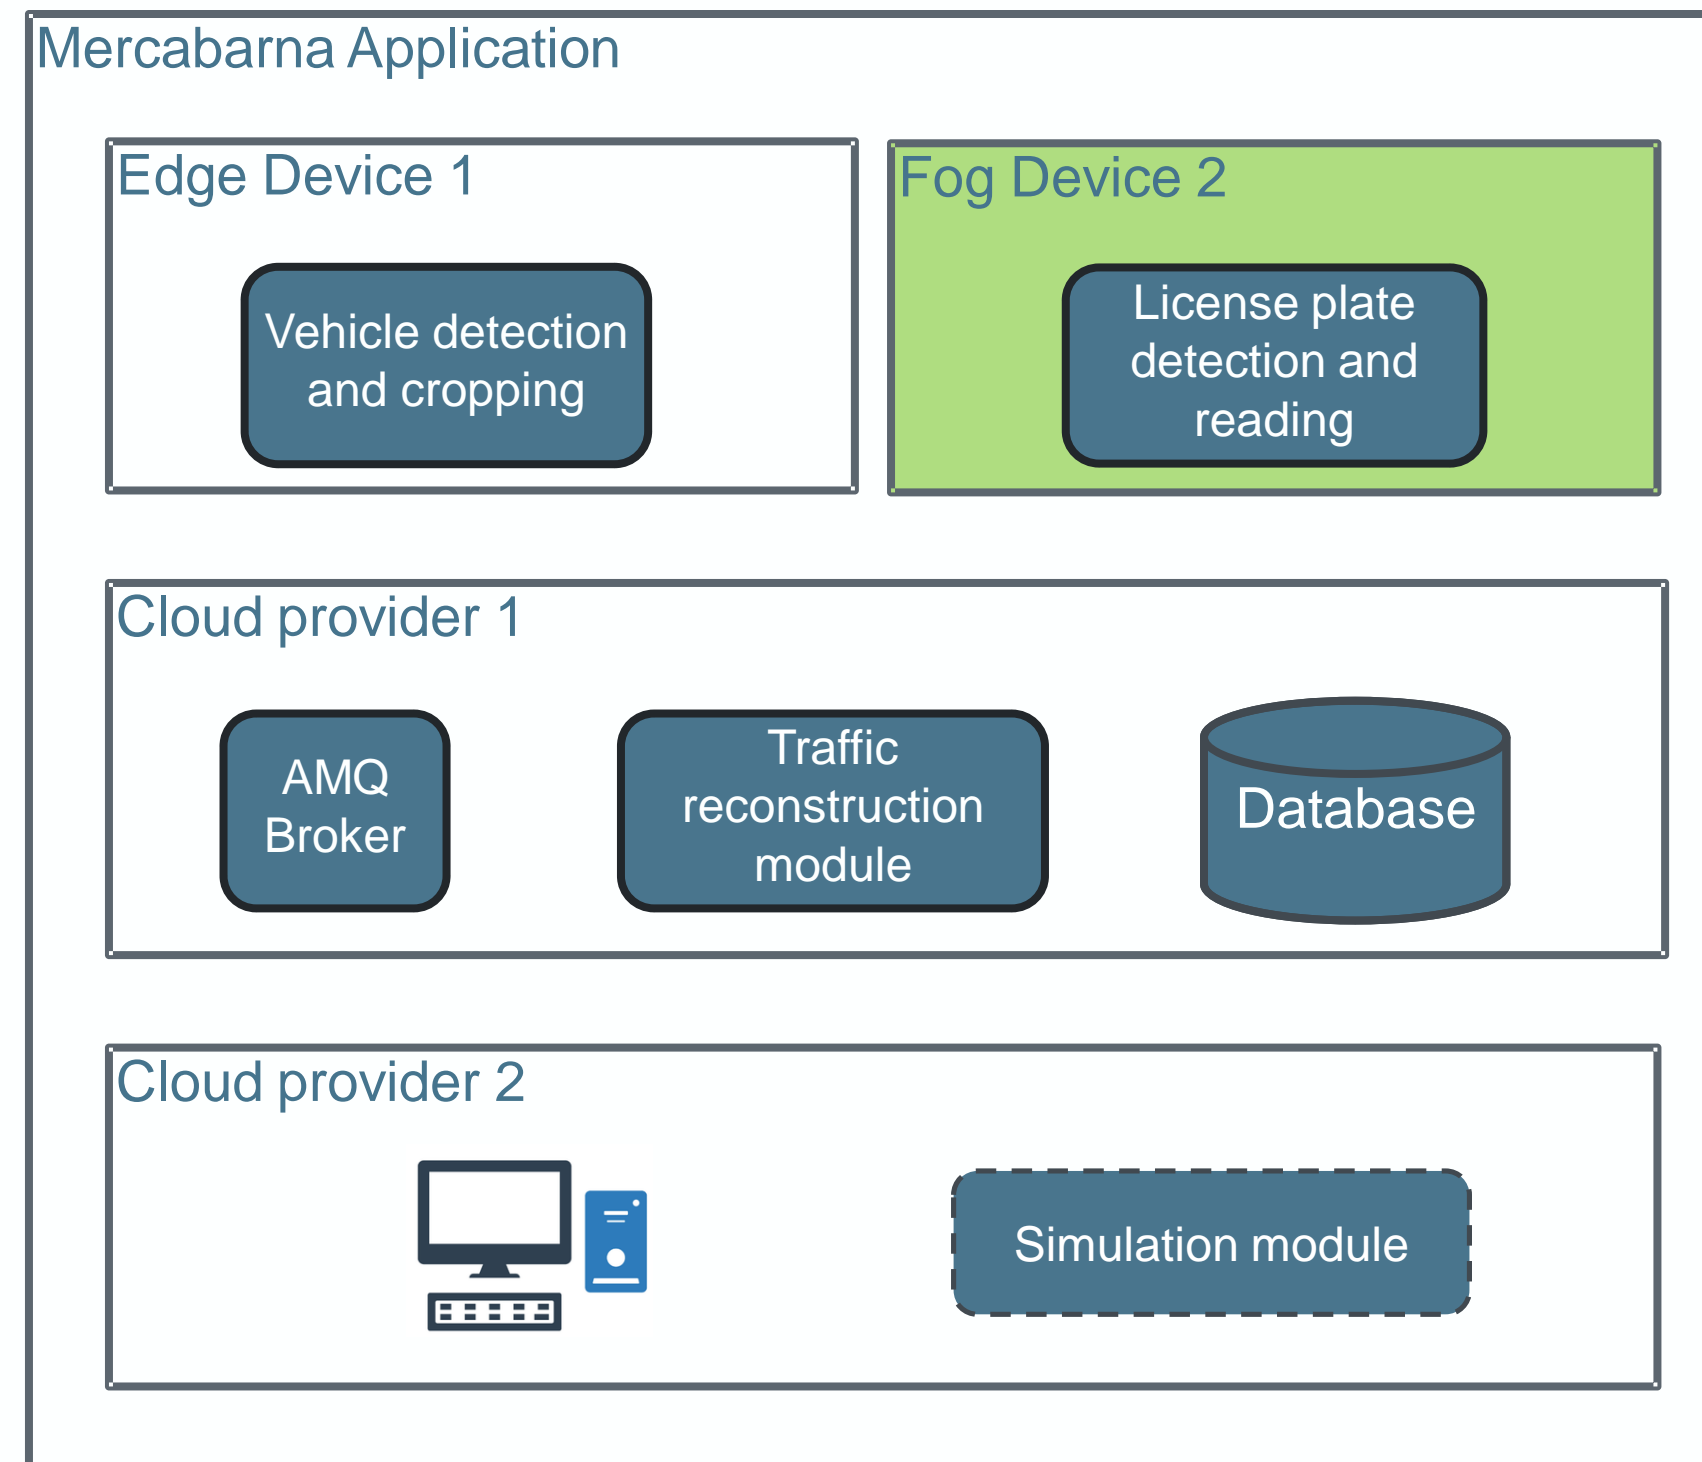 Mercabarna Application
Edge Device 1
Vehicle detection
and cropping
Fog Device 2
License plate
detection and
reading
Cloud provider 1
AMQ
Broker
Traffic
reconstruction
module
Database
Cloud provider 2
Simulation module